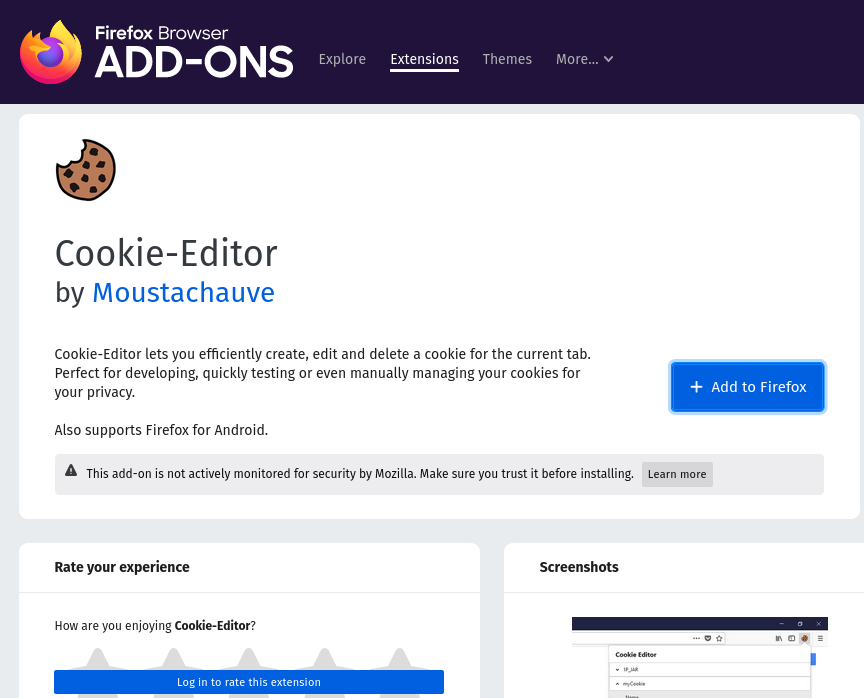 Firefox Browser
ADD-ONS
Explore Extensions Themes More...
Cookie-Editor
by Moustachauve
Cookie-Editor lets you efficiently create, edit and delete a cookie for the current tab.
Perfect for developing, quickly testing or even manually managing your cookies for
your privacy.
Also supports Firefox for Android.
+ Add to Firefox
This add-on is not actively monitored for security by Mozilla. Make sure you trust it before installing. Learn more
Rate your experience
How are you enjoying Cookie-Editor?
Log in to rate this extension
Screenshots
Cookie Editor
1P_JAR
myCookie
Name